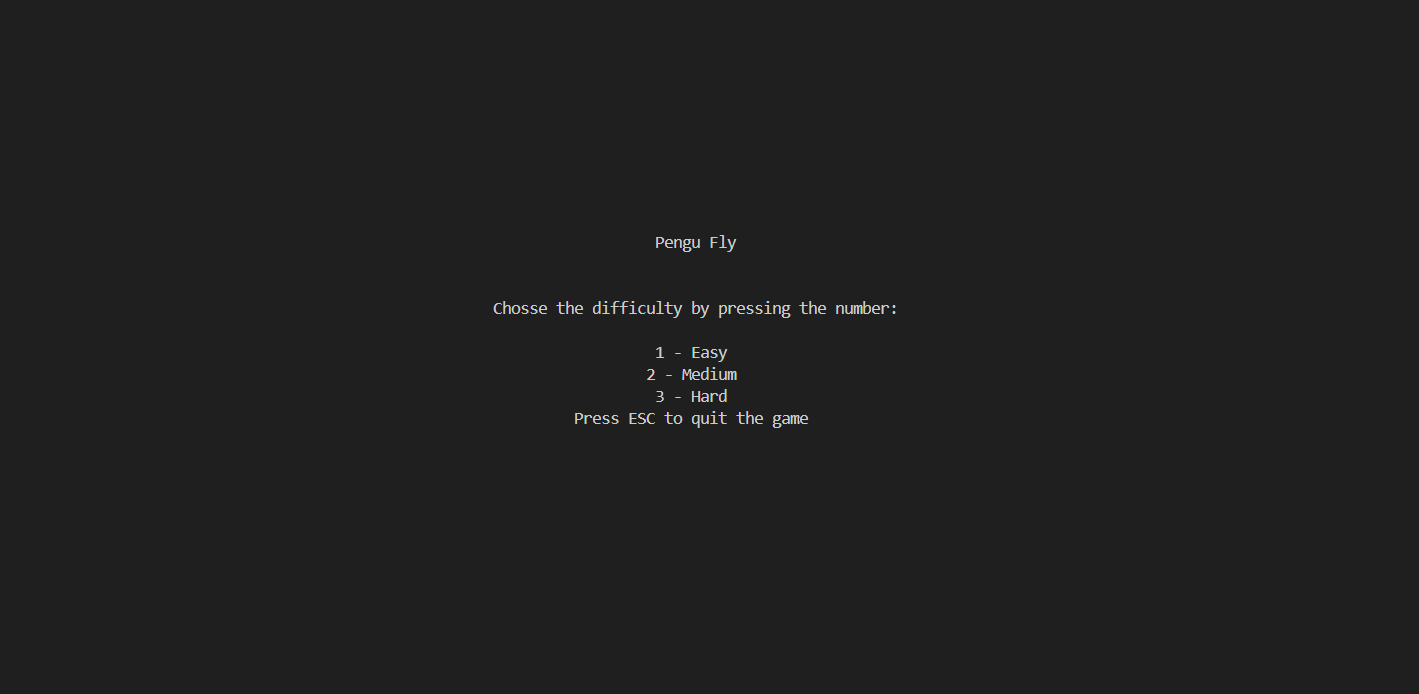 Pengu Fly
Chosse the difficulty by pressing the number:
1 - Easy
2 - Medium
3 - Hard
Press ESC to quit the game